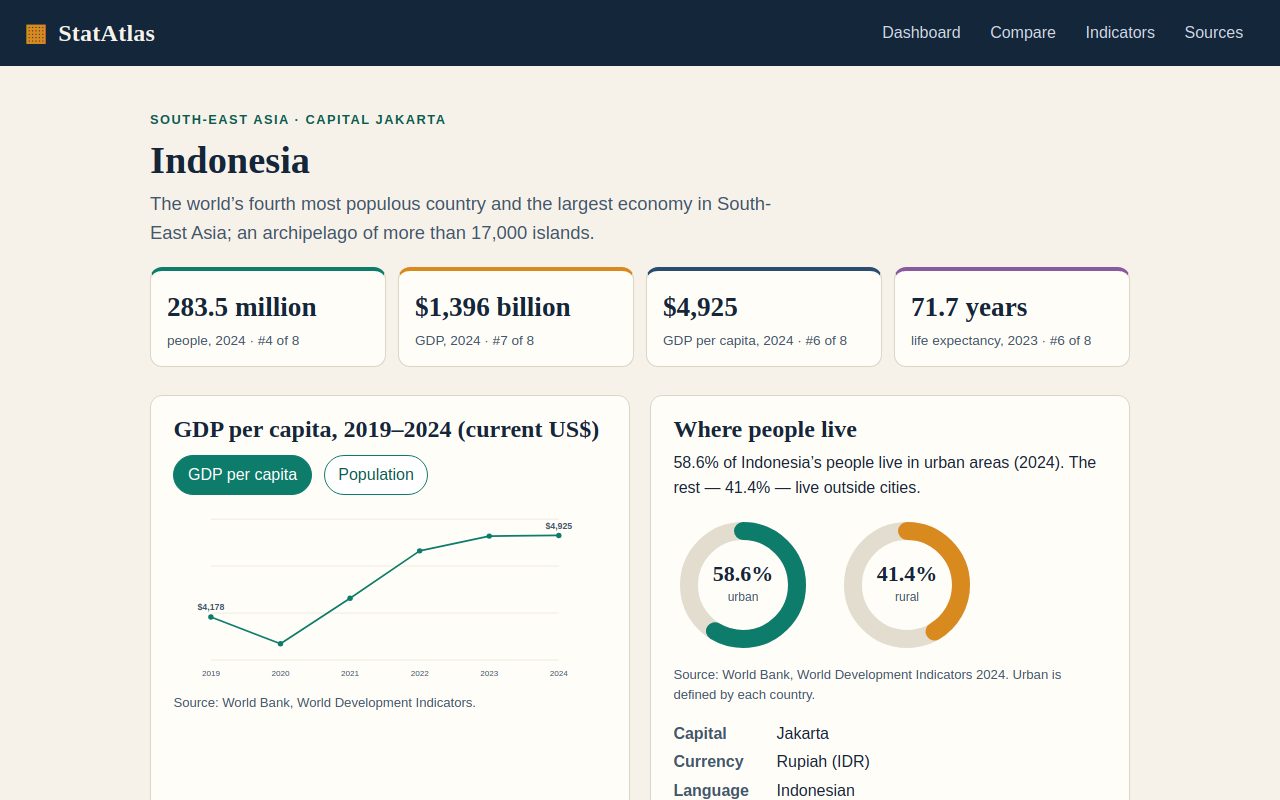 StatAtlas
Dashboard Compare Indicators Sources
SOUTH-EAST ASIA · CAPITAL JAKARTA
Indonesia
The world’s fourth most populous country and the largest economy in South-
East Asia; an archipelago of more than 17,000 islands.
283.5 million
people, 2024 · #4 of 8
$1,396 billion
GDP, 2024 · #7 of 8
$4,925
GDP per capita, 2024 · #6 of 8
71.7 years
life expectancy, 2023 · #6 of 8
GDP per capita, 2019–2024 (current US$)
GDP per capita
Population
$4,178
$4,925
2019 2020 2021 2022 2023 2024
Source: World Bank, World Development Indicators.
Where people live
58.6% of Indonesia’s people live in urban areas (2024). The
rest — 41.4% — live outside cities.
58.6%
urban
41.4%
rural
Source: World Bank, World Development Indicators 2024. Urban is
defined by each country.
Capital Jakarta
Currency Rupiah (IDR)
Language Indonesian